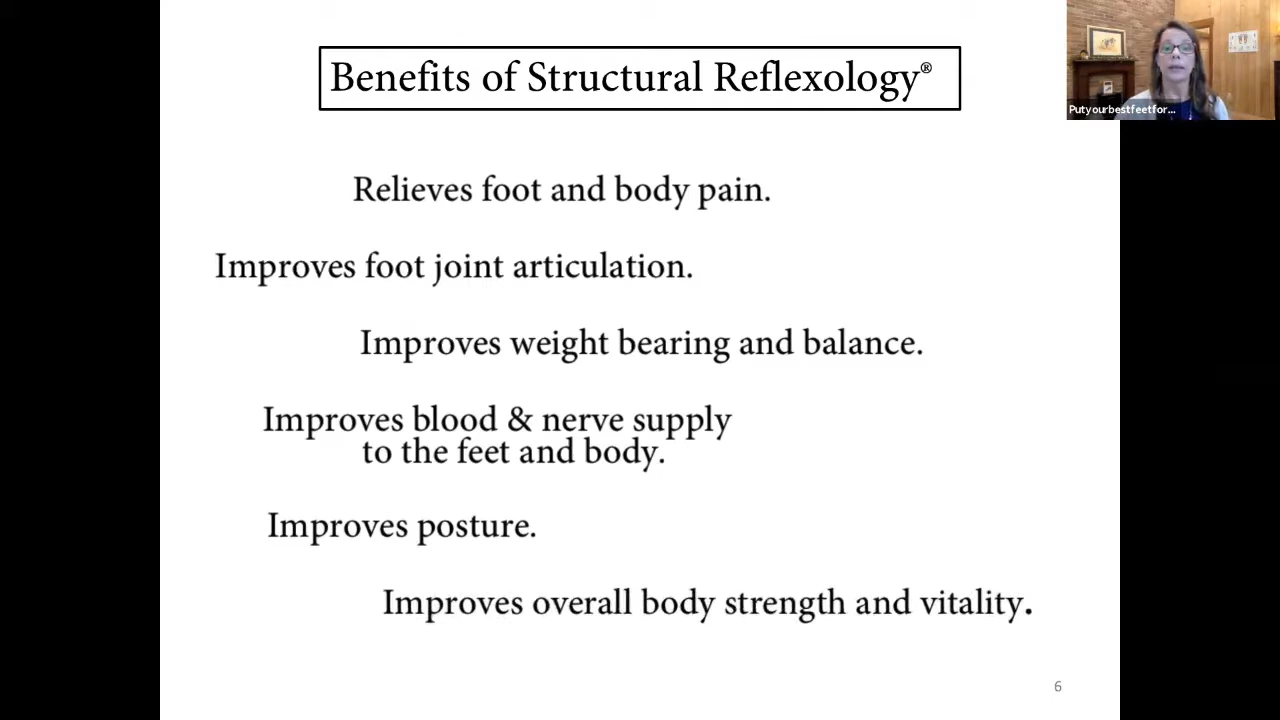 Benefits of Structural Reflexology®
Putyourbestfeetfor...
Relieves foot and body pain.
Improves foot joint articulation.
Improves weight bearing and balance.
Improves blood & nerve supply
to the feet and body.
Improves posture.
Improves overall body strength and vitality.
6